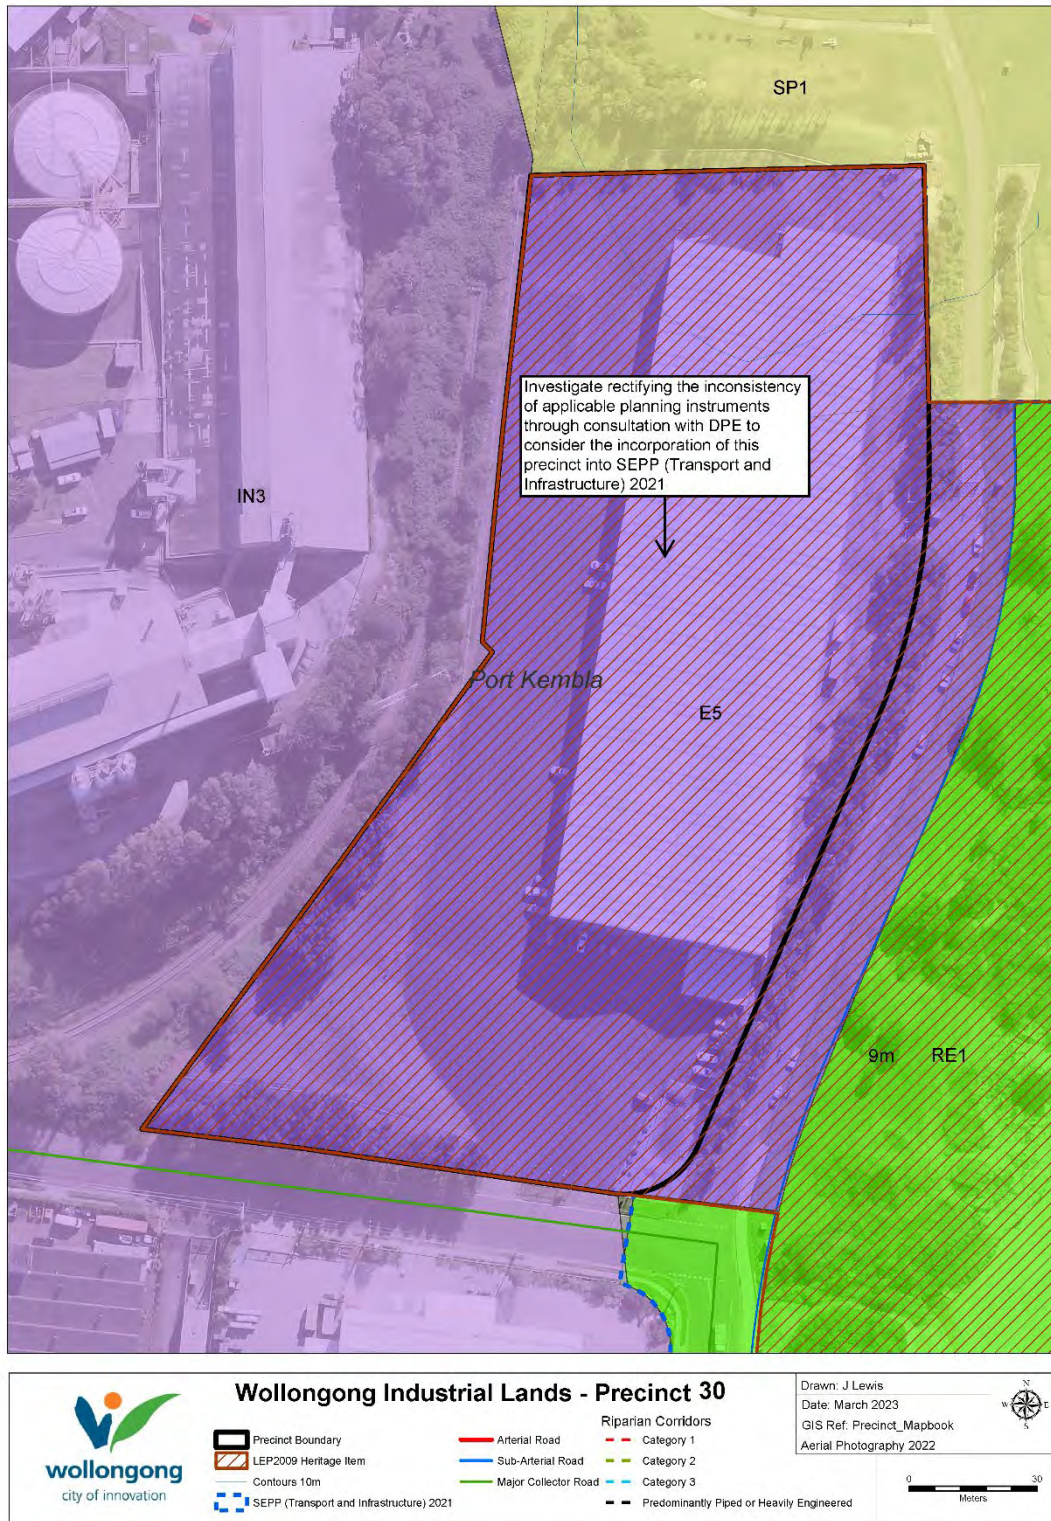 SP1
Investigate rectifying the inconsistency
of applicable planning instruments
through consultation with DPE to
consider the incorporation of this
precinct into SEPP (Transport and
Infrastructure) 2021
IN3
Port Kembla
E5
9m
RE1
wollongong
city of innovation
Wollongong Industrial Lands - Precinct 30
Precinct Boundary
LEP2009 Heritage Item
Contours 10m
SEPP (Transport and Infrastructure) 2021
Arterial Road
Sub-Arterial Road
Major Collector Road
Riparian Corridors
Category 1
Category 2
Category 3
Predominantly Piped or Heavily Engineered
Drawn: J Lewis
Date: March 2023
GIS Ref: Precinct_Mapbook
Aerial Photography 2022
N
W
E
S
0
30
Meters